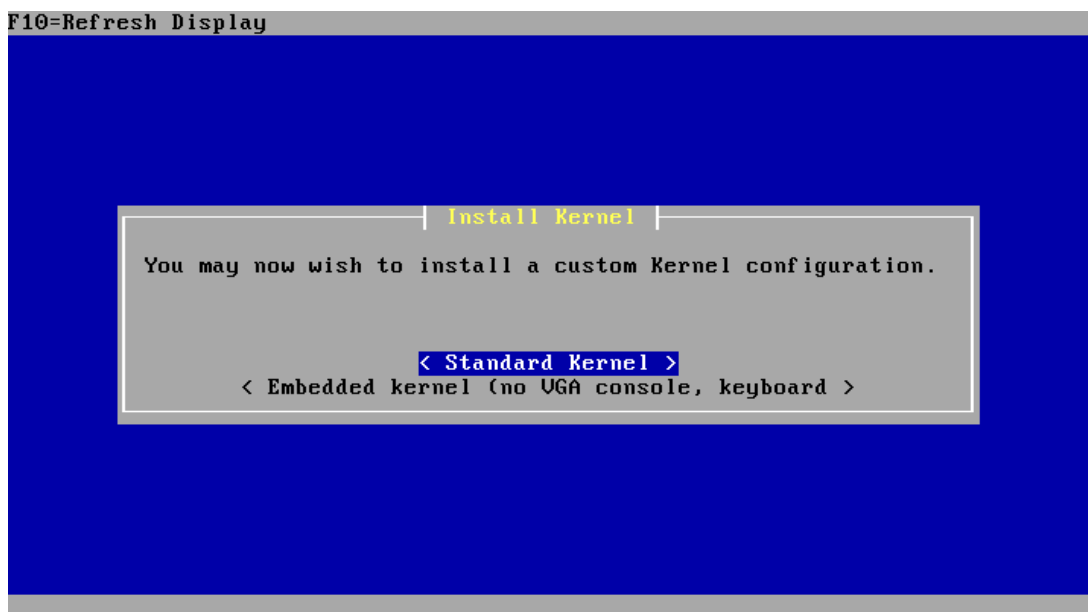 F10=Refresh Display
Install Kernel
You may now wish to install a custom Kernel configuration.
< Standard Kernel >
< Embedded kernel (no VGA console, keyboard >